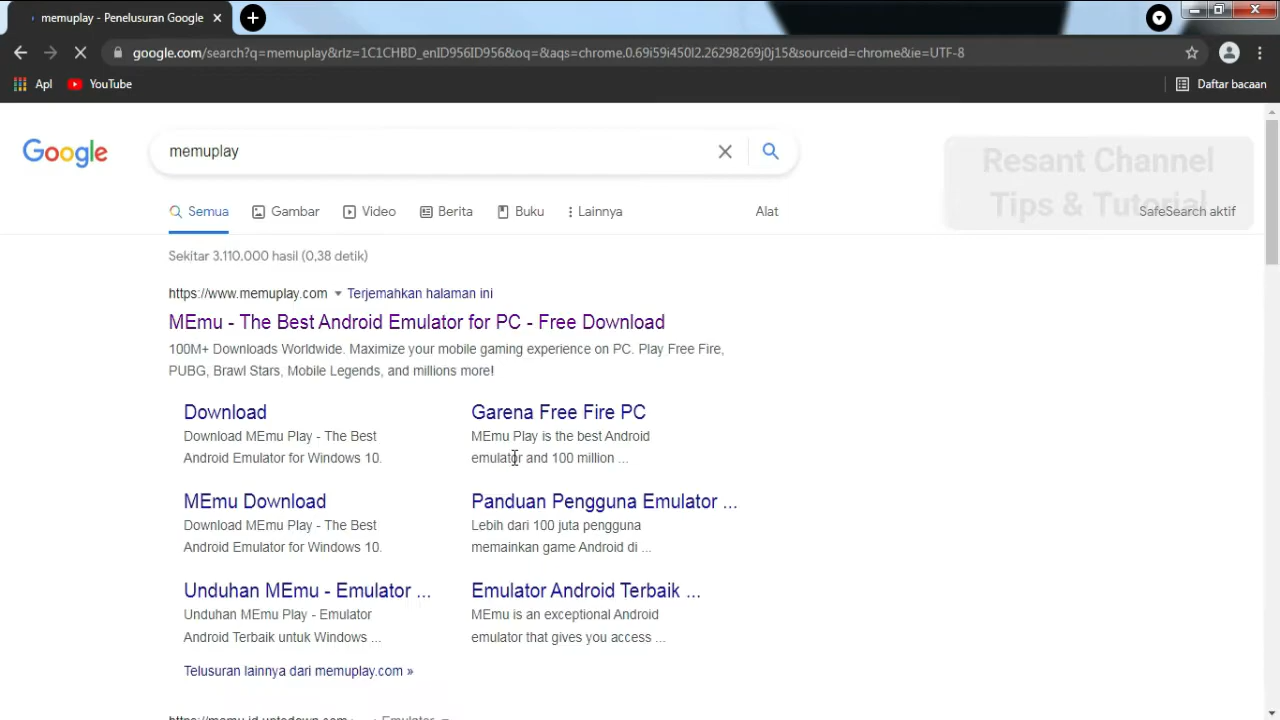 memuplay - Penelusuran Google
google.com/search?q=memuplay&rlz=1C1CHBD_enID956ID956&oq=&aqs=chrome.0.69i59i450l2.26298269j0j15&sourceid=chrome&ie=UTF-8
Apl YouTube Daftar bacaan
Google memuplay
Resant Channel
Tips & Tutorial
Semua Gambar Video Berita Buku Lainnya Alat SafeSearch aktif
Sekitar 3.110.000 hasil (0,38 detik)
https://www.memuplay.com Terjemahkan halaman ini
MEmu - The Best Android Emulator for PC - Free Download
100M+ Downloads Worldwide. Maximize your mobile gaming experience on PC. Play Free Fire,
PUBG, Brawl Stars, Mobile Legends, and millions more!
Download
Download MEmu Play - The Best
Android Emulator for Windows 10.
Garena Free Fire PC
MEmu Play is the best Android
emulator and 100 million ...
MEmu Download
Download MEmu Play - The Best
Android Emulator for Windows 10.
Panduan Pengguna Emulator ...
Lebih dari 100 juta pengguna
memainkan game Android di ...
Unduhan MEmu - Emulator ...
Unduhan MEmu Play - Emulator
Android Terbaik untuk Windows ...
Emulator Android Terbaik ...
MEmu is an exceptional Android
emulator that gives you access ...
Telusuran lainnya dari memuplay.com »
https://memu.id.uptodown.com › Emulator